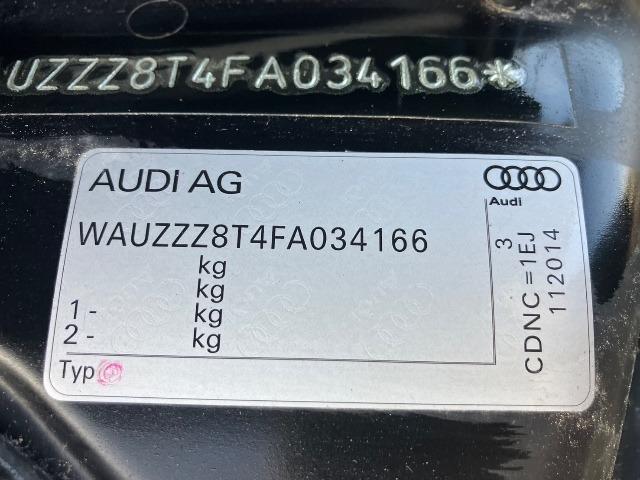 UZZZ8T4FA034166*
AUDI AG
Audi
WAUZZZ8T4FA034166
kg
kg
1 - kg
2 - kg
Typ
3
CDNC = 1EJ
112014